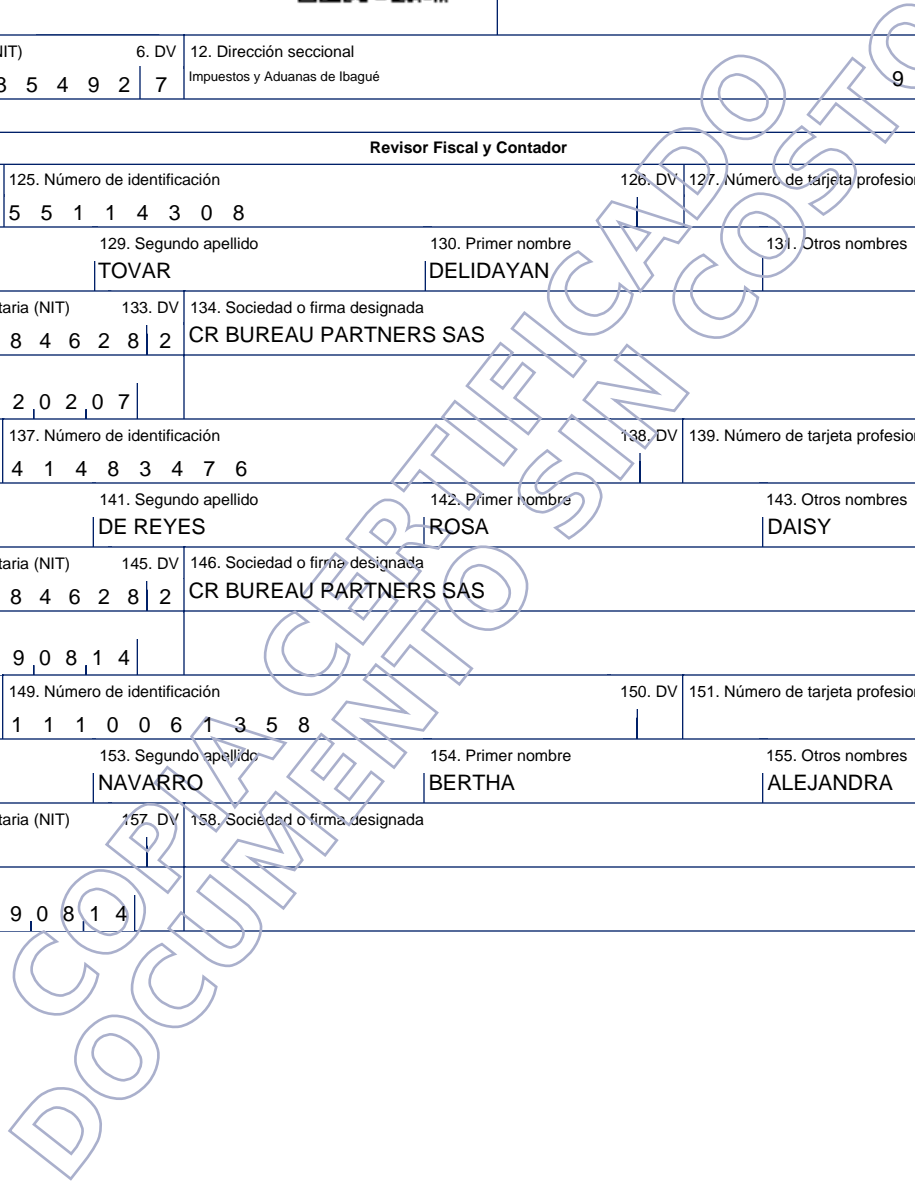 NIT) 6. DV 12. Dirección seccional
3 5 4 9 2 7 Impuestos y Aduanas de Ibagué 9
Revisor Fiscal y Contador
125. Número de identificación 126. DV 127. Número de tarjeta profesion
5 5 1 1 4 3 0 8
129. Segundo apellido 130. Primer nombre 131. Otros nombres
TOVAR DELIDAYAN
taria (NIT) 133. DV 134. Sociedad o firma designada
8 4 6 2 8 2 CR BUREAU PARTNERS SAS
2 0 2 0 7
137. Número de identificación 138. DV 139. Número de tarjeta profesion
4 1 4 8 3 4 7 6
141. Segundo apellido 142. Primer nombre 143. Otros nombres
DE REYES ROSA DAISY
taria (NIT) 145. DV 146. Sociedad o firma designada
8 4 6 2 8 2 CR BUREAU PARTNERS SAS
9 0 8 1 4
149. Número de identificación 150. DV 151. Número de tarjeta profesion
1 1 1 0 0 6 1 3 5 8
153. Segundo apellido 154. Primer nombre 155. Otros nombres
NAVARRO BERTHA ALEJANDRA
taria (NIT) 157. DV 158. Sociedad o firma designada
9 0 8 1 4
COPIA CERTIFICADO
DOCUMENTO SIN COSTO